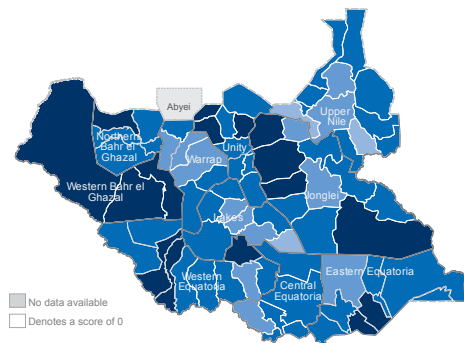 Abyei
Upper
Nile
Northern
Bahr el
Ghazal
Unity
Warrap
Western Bahr el
Ghazal
Jonglei
Lakes
Western
Equatoria
Central
Equatoria
Eastern Equatoria
No data available
Denotes a score of 0